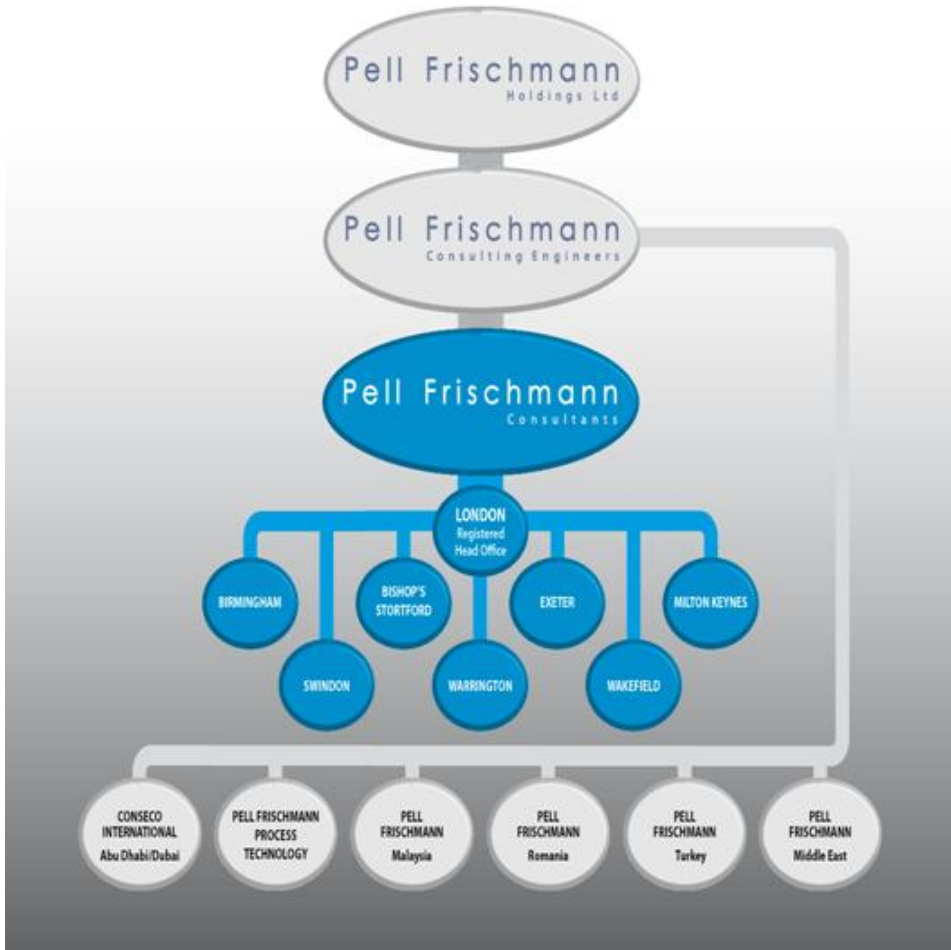 Pell Frischmann
Holdings Ltd
Pell Frischmann
Consulting Engineers
Pell Frischmann
Consultants
LONDON
Registered
Head Office
BIRMINGHAM
BISHOP'S
STORTFORD
EXETER
MILTON KEYNES
SWINDON
WARRINGTON
WAKEFIELD
CONSECO
INTERNATIONAL
Abu Dhabi/Dubai
PELL FRISCHMANN
PROCESS
TECHNOLOGY
PELL
FRISCHMANN
Malaysia
PELL
FRISCHMANN
Romania
PELL
FRISCHMANN
Turkey
PELL
FRISCHMANN
Middle East